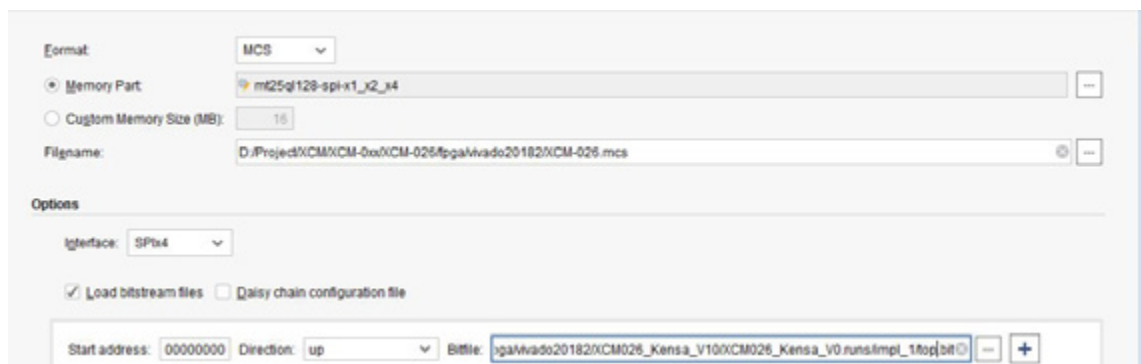 Format: MCS
Memory Part: mt25ql128-spi-x1_x2_x4 ...
Custom Memory Size (MB): 16
Filename: D:/Project/XCM/XCM-0xx/XCM-026/fpga/vivado20182/XCM-026.mcs ...
Options
Interface: SPIx4
Load bitstream files Daisy chain configuration file
Start address: 00000000 Direction: up Bitfile: pga/vivado20182/XCM026_Kensa_V10/XCM026_Kensa_V0.runs/impl_1/top.bit